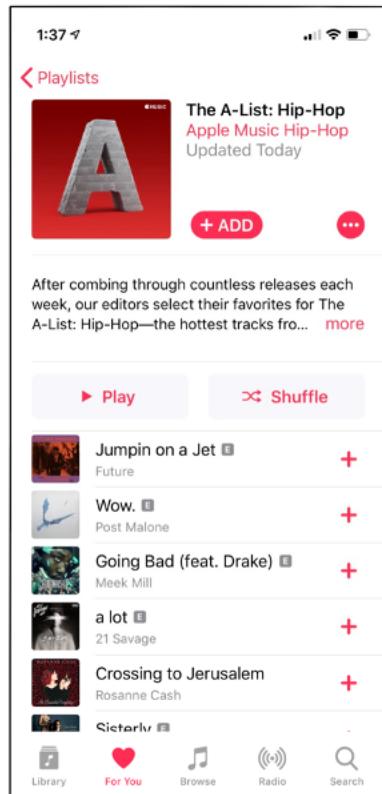 1:37
Playlists
MUSIC
The A-List: Hip-Hop
Apple Music Hip-Hop
Updated Today
+ ADD
After combing through countless releases each
week, our editors select their favorites for The
A-List: Hip-Hop—the hottest tracks fro... more
Play
Shuffle
Jumpin on a Jet E
Future
Wow. E
Post Malone
Going Bad (feat. Drake) E
Meek Mill
a lot E
21 Savage
Crossing to Jerusalem
Rosanne Cash
Sisterly E
Library
For You
Browse
Radio
Search